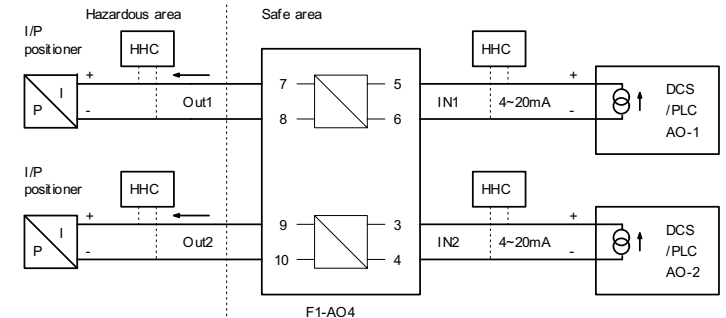 Hazardous area
Safe area
I/P
positioner
HHC
HHC
+
+
I
P
7
5
DCS
/PLC
AO-1
Out1
IN1
4~20mA
-
8
6
-
I/P
positioner
HHC
HHC
+
+
I
P
9
3
DCS
/PLC
AO-2
Out2
IN2
4~20mA
-
10
4
-
F1-AO4